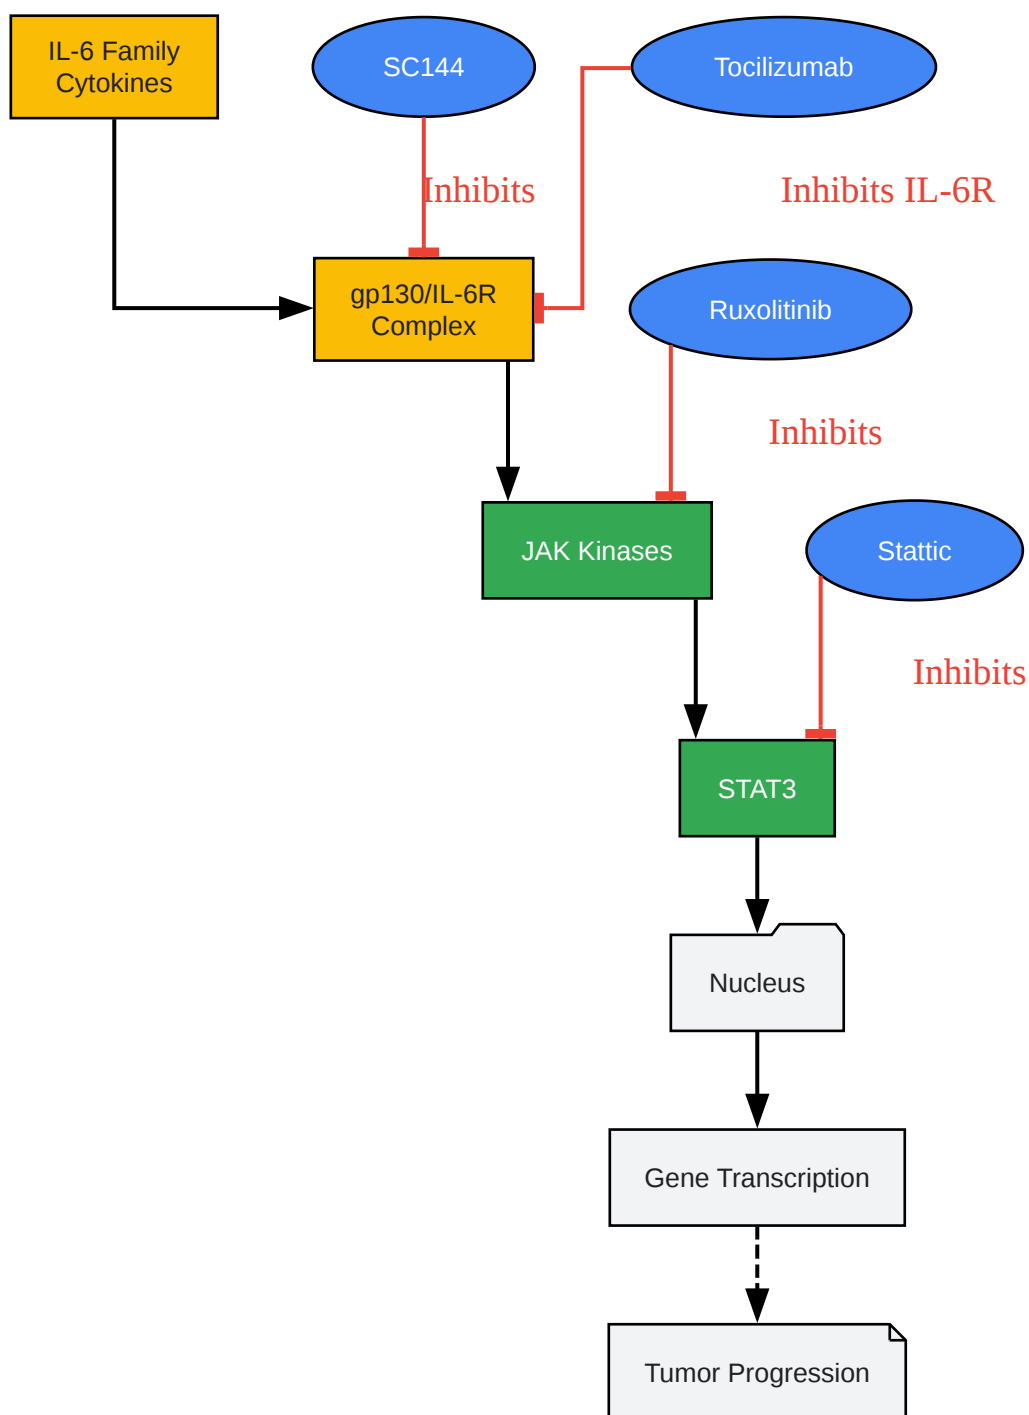 IL-6 Family
Cytokines
SC144
Tocilizumab
Inhibits
Inhibits IL-6R
gp130/IL-6R
Complex
Ruxolitinib
Inhibits
JAK Kinases
Stattic
Inhibits
STAT3
Nucleus
Gene Transcription
Tumor Progression